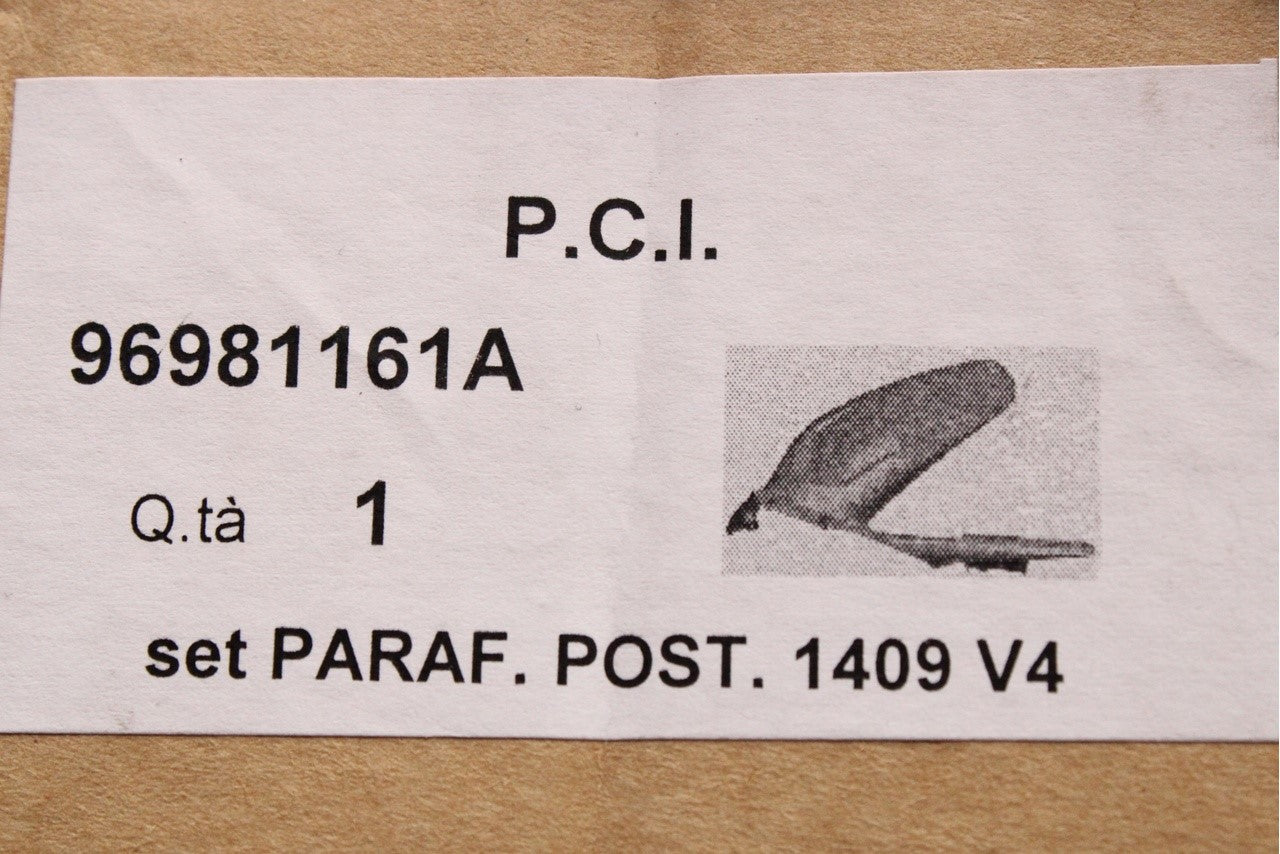 P.C.I.
96981161A
Q.tà 1
set PARAF. POST. 1409 V4